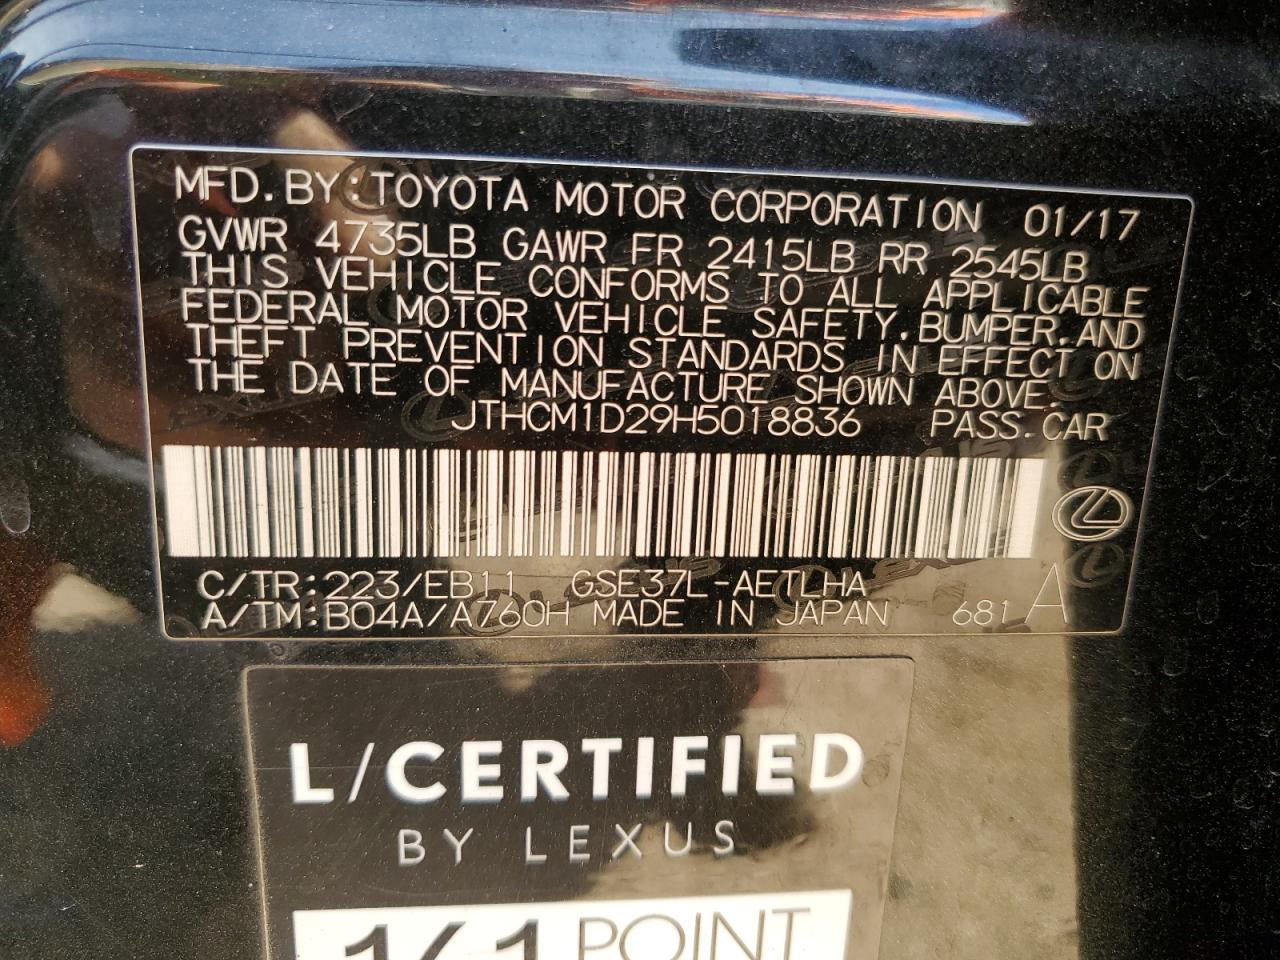 MFD. BY: TOYOTA MOTOR CORPORATION 01/17
GVWR 4735LB GAWR FR 2415LB RR 2545LB
THIS VEHICLE CONFORMS TO ALL APPLICABLE
FEDERAL MOTOR VEHICLE SAFETY, BUMPER, AND
THEFT PREVENTION STANDARDS IN EFFECT ON
THE DATE OF MANUFACTURE SHOWN ABOVE.
JTHCM1D29H5018836 PASS. CAR
C/TR: 223/EB11 GSE37L-AETLHA
A/TM: B04A/A760H MADE IN JAPAN 681 A
L/CERTIFIED
BY LEXUS
POINT